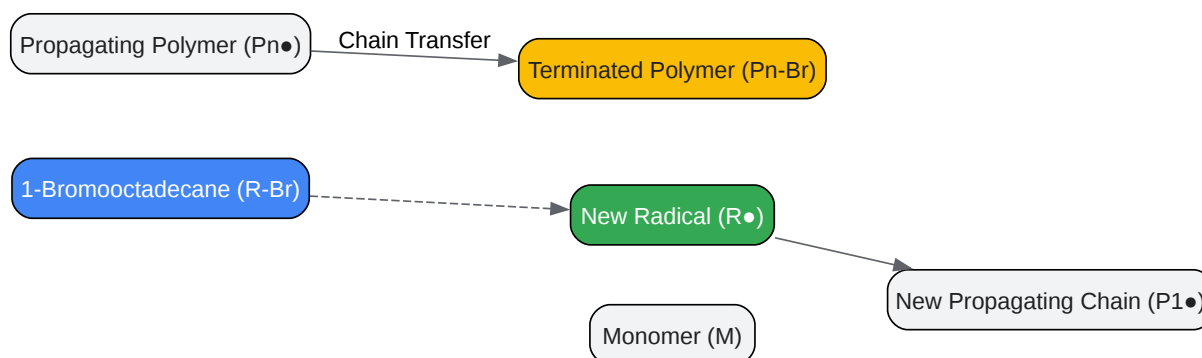 Propagating Polymer (Pn●)
Chain Transfer
Terminated Polymer (Pn-Br)
1-Bromooctadecane (R-Br)
New Radical (R●)
New Propagating Chain (P1●)
Monomer (M)